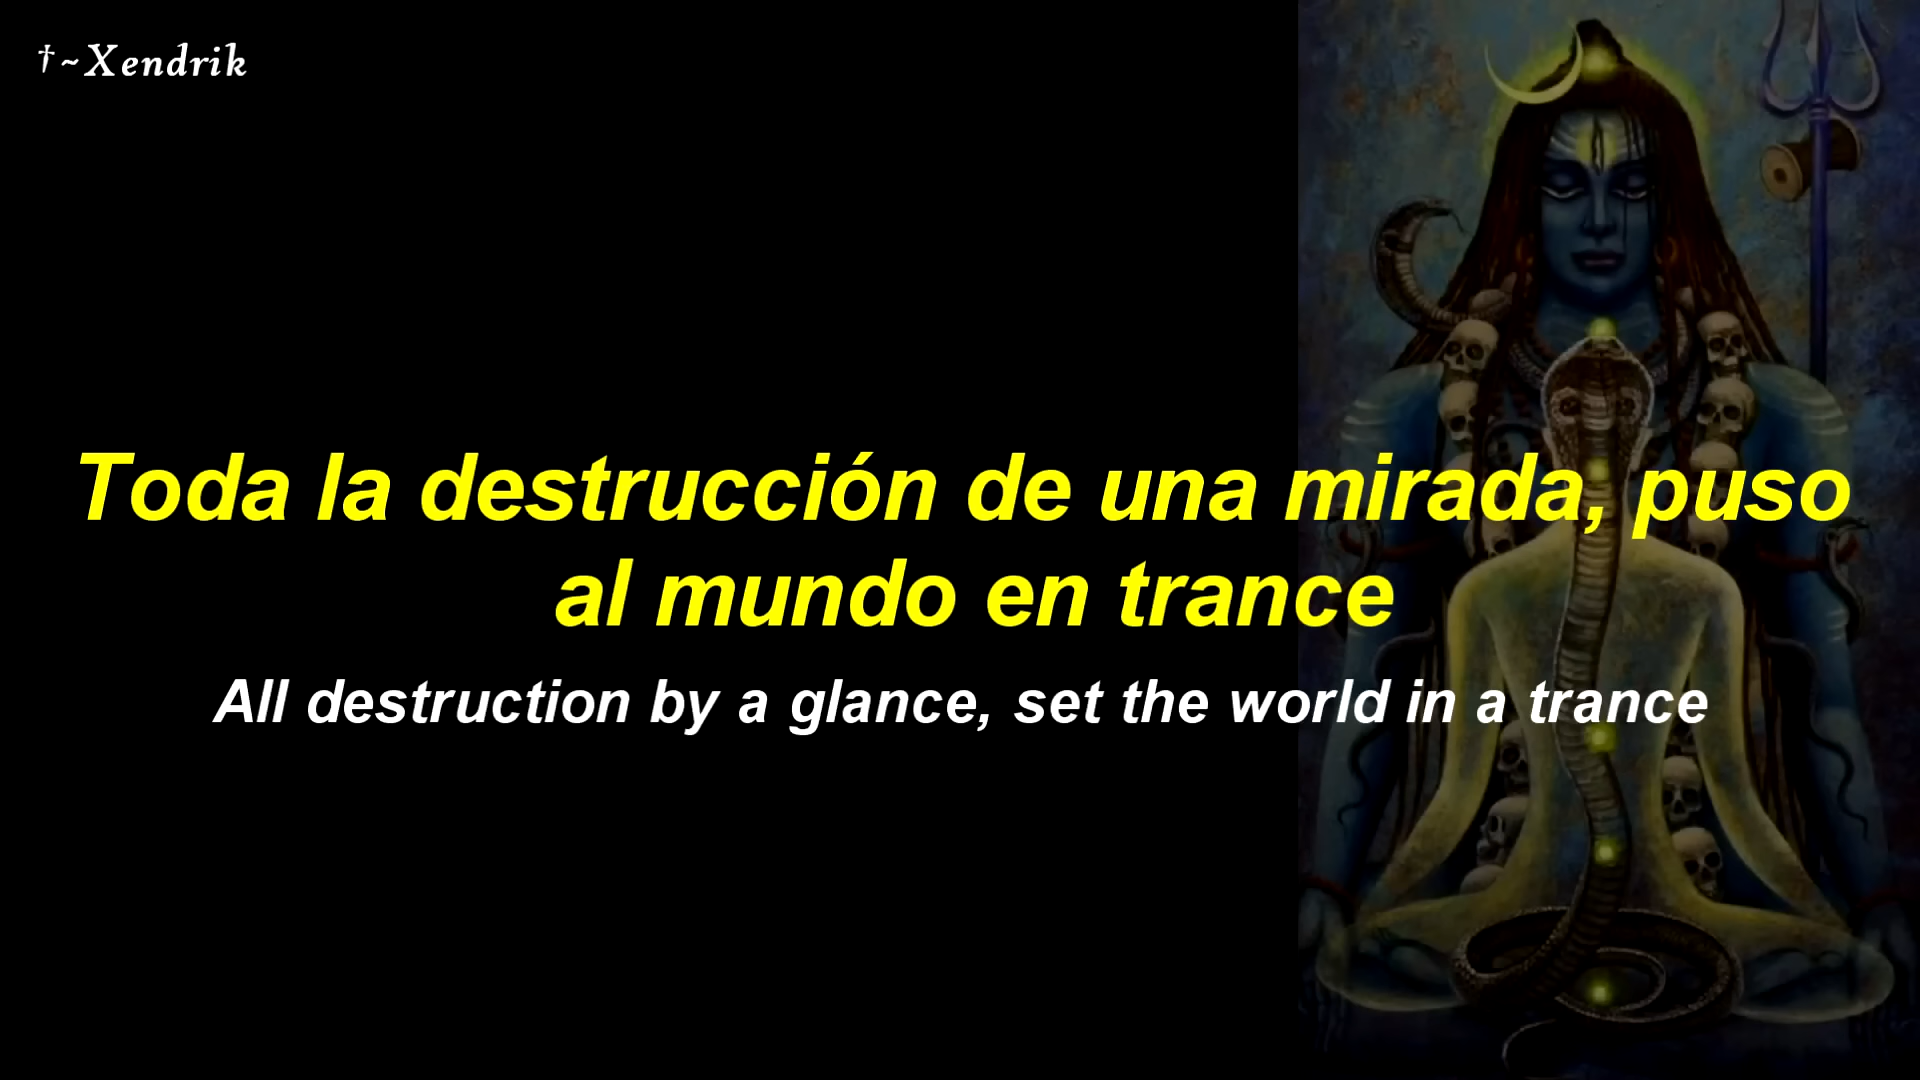 †~Xendrik
Toda la destrucción de una mirada, puso
al mundo en trance
All destruction by a glance, set the world in a trance